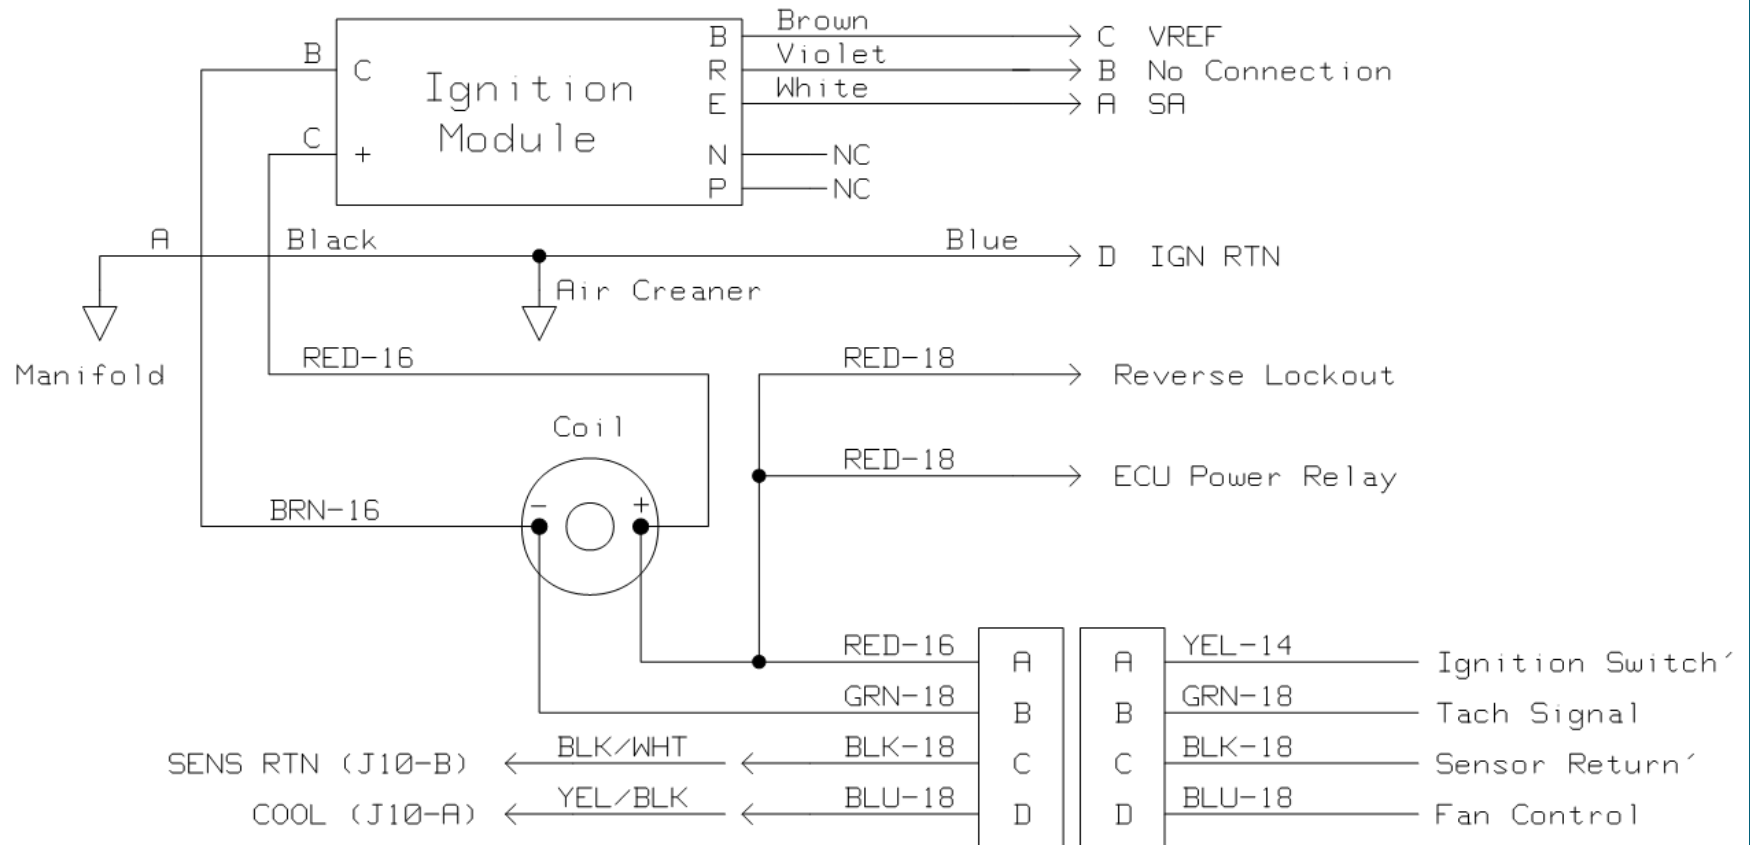 Brown
B
C VREF
B
Violet
C
R
B No Connection
Ignition
White
E
A SA
Module
C
+
N
NC
P
NC
A
Black
Blue
D IGN RTN
Air Creaner
Manifold
RED-16
RED-18
Reverse Lockout
Coil
RED-18
ECU Power Relay
BRN-16
- +
RED-16
A
A
YEL-14
Ignition Switch´
GRN-18
B
B
GRN-18
Tach Signal
SENS RTN (J10-B)
BLK/WHT
BLK-18
C
C
BLK-18
Sensor Return´
COOL (J10-A)
YEL/BLK
BLU-18
D
D
BLU-18
Fan Control